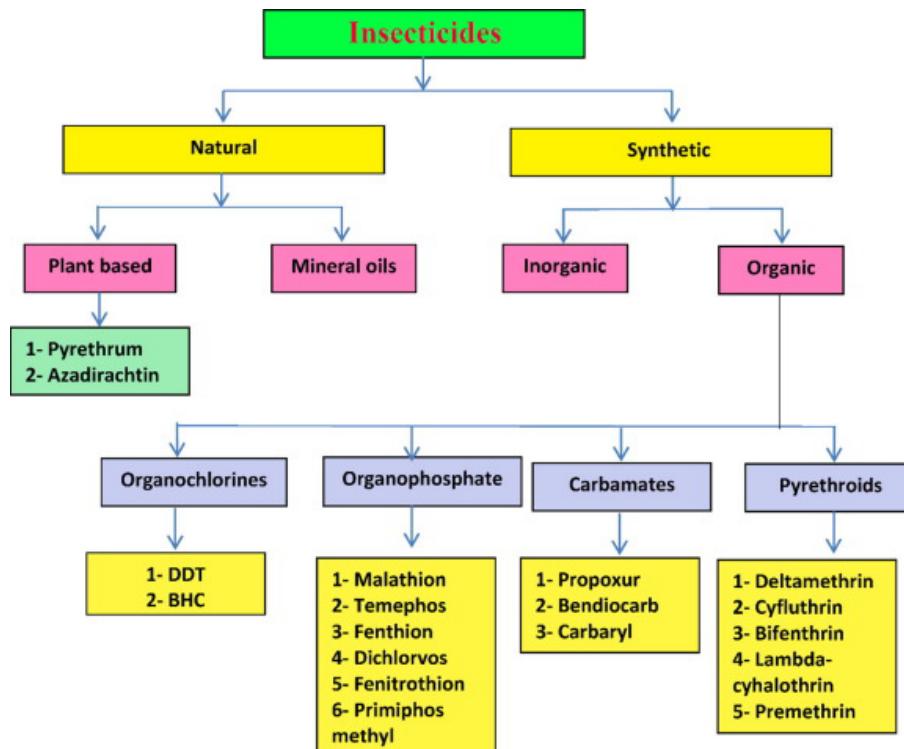 Insecticides
Natural
Synthetic
Plant based
Mineral oils
Inorganic
Organic
1- Pyrethrum
2- Azadirachtin
Organochlorines
Organophosphate
Carbamates
Pyrethroids
1- DDT
2- BHC
1- Malathion
2- Temephos
3- Fenthion
4- Dichlorvos
5- Fenitrothion
6- Primiphos
methyl
1- Propoxur
2- Bendiocarb
3- Carbaryl
1- Deltamethrin
2- Cyfluthrin
3- Bifenthrin
4- Lambda-
cyhalothrin
5- Premethrin